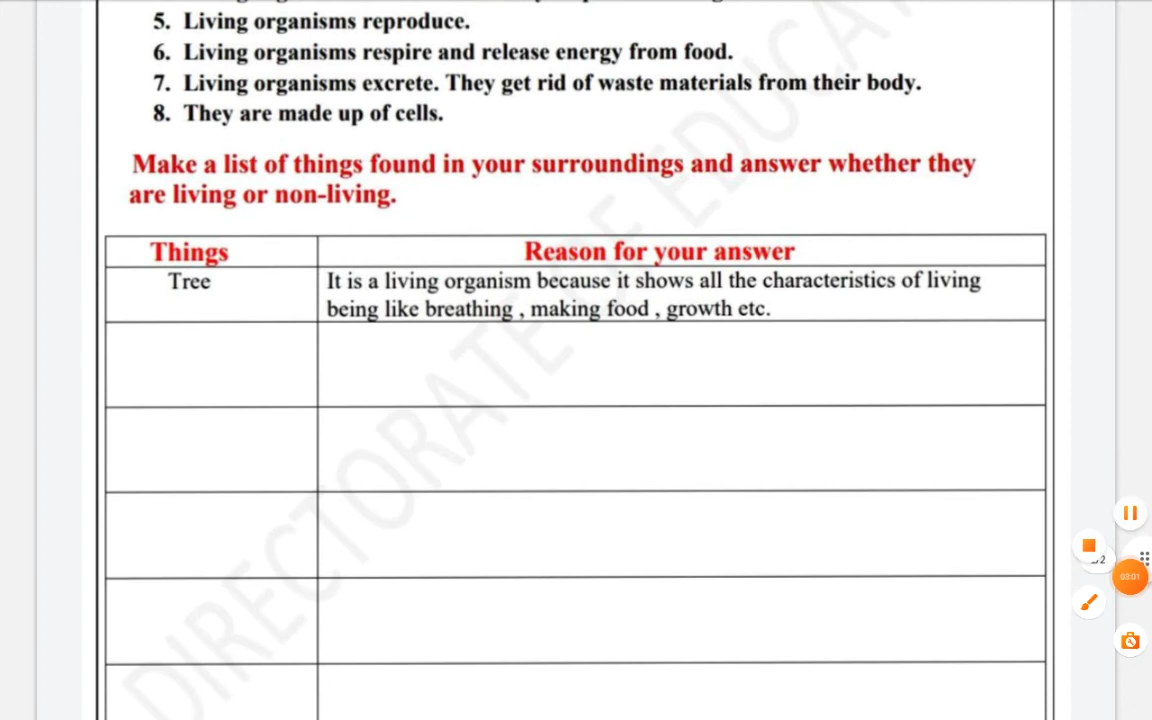 5. Living organisms reproduce.
6. Living organisms respire and release energy from food.
7. Living organisms excrete. They get rid of waste materials from their body.
8. They are made up of cells.
Make a list of things found in your surroundings and answer whether they
are living or non-living.
Things Reason for your answer
Tree It is a living organism because it shows all the characteristics of living
being like breathing , making food , growth etc.
DIRECTORATE OF EDUCAT
03:01